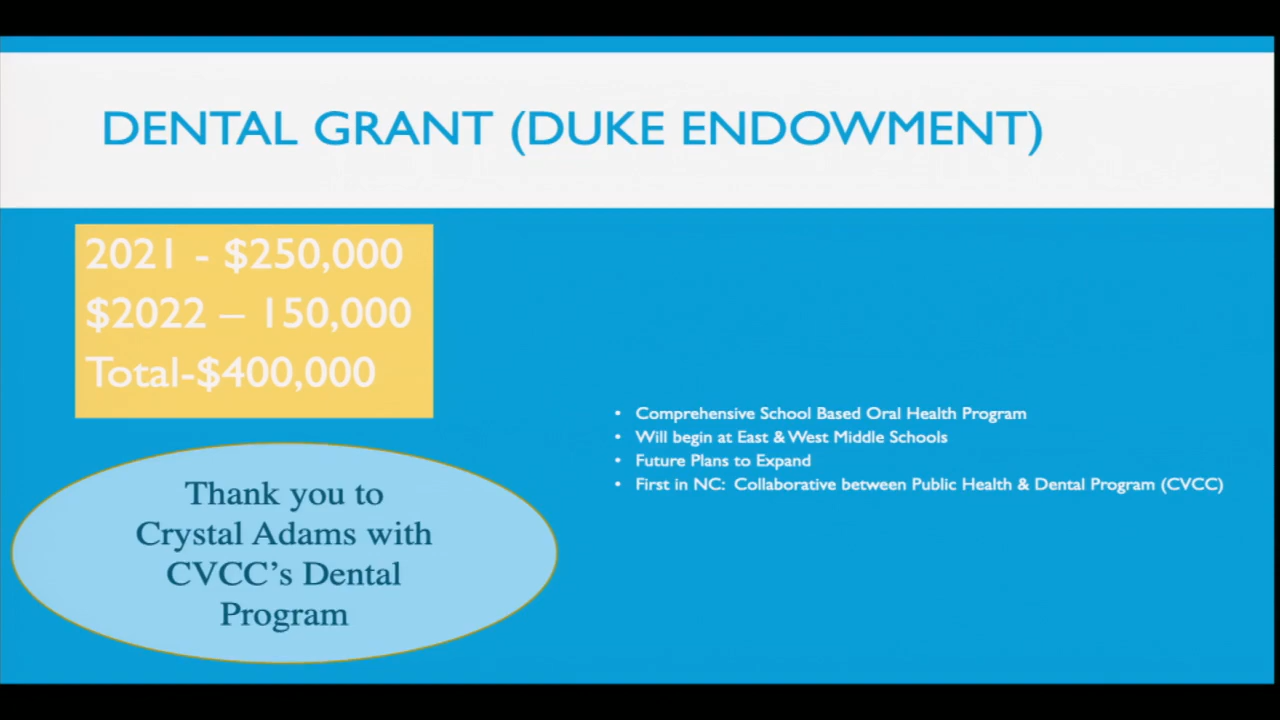 DENTAL GRANT (DUKE ENDOWMENT)
2021 - $250,000
$2022 – 150,000
Total-$400,000
Thank you to
Crystal Adams with
CVCC’s Dental
Program
• Comprehensive School Based Oral Health Program
• Will begin at East & West Middle Schools
• Future Plans to Expand
• First in NC: Collaborative between Public Health & Dental Program (CVCC)